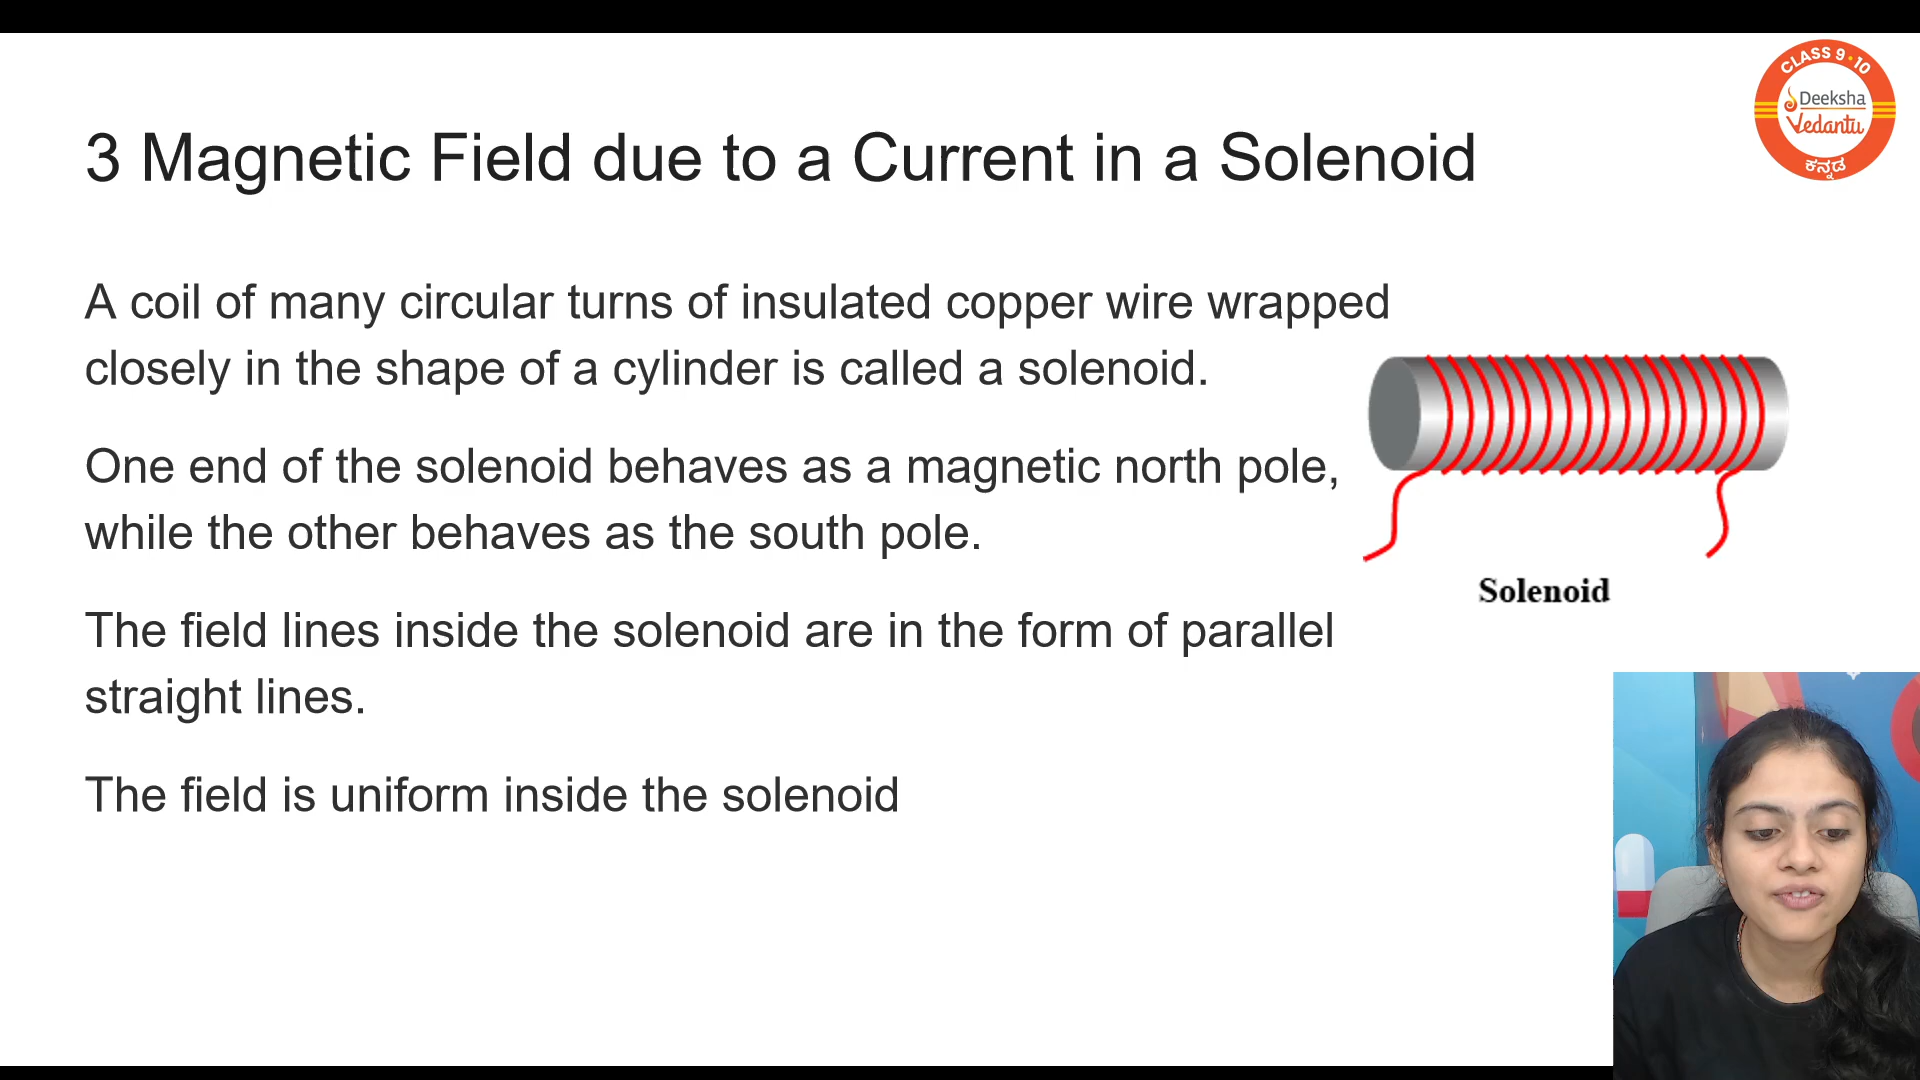 3 Magnetic Field due to a Current in a Solenoid
CLASS 9•10
Deeksha
Vedantu
ಕನ್ನಡ
A coil of many circular turns of insulated copper wire wrapped
closely in the shape of a cylinder is called a solenoid.
One end of the solenoid behaves as a magnetic north pole,
while the other behaves as the south pole.
The field lines inside the solenoid are in the form of parallel
straight lines.
The field is uniform inside the solenoid
Solenoid